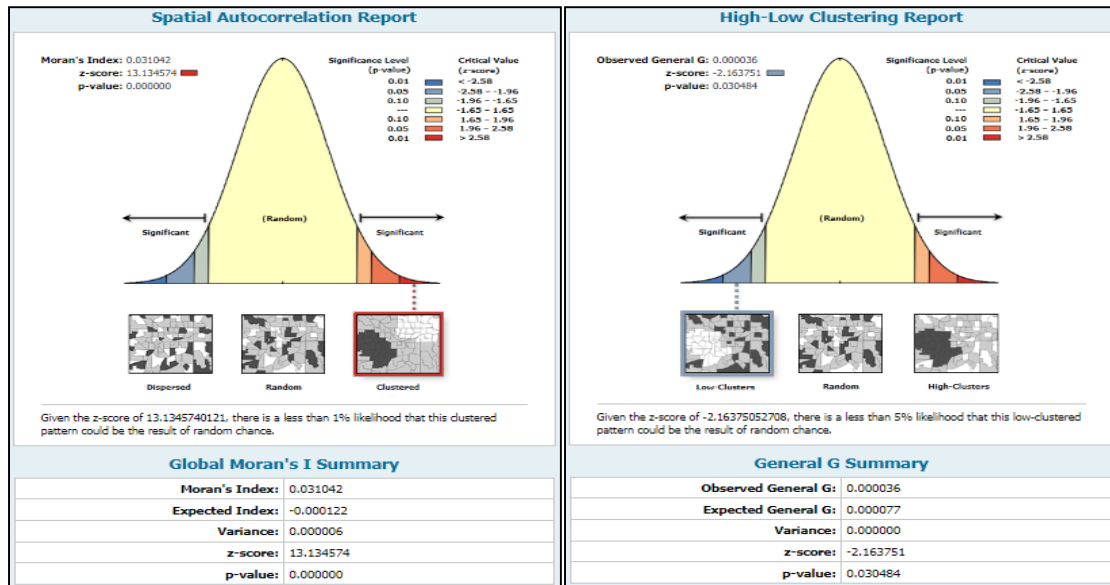 Spatial Autocorrelation Report
Moran's Index: 0.031042
z-score: 13.134574
p-value: 0.000000
Significance Level
(p-value)
Critical Value
(z-score)
0.01 < -2.58
0.05 -2.58 – -1.96
0.10 -1.96 – -1.65
--- -1.65 – 1.65
0.10 1.65 – 1.96
0.05 1.96 – 2.58
0.01 > 2.58
(Random)
Significant
Significant
Dispersed
Random
Clustered
Given the z-score of 13.1345740121, there is a less than 1% likelihood that this clustered
pattern could be the result of random chance.
Global Moran's I Summary
Moran's Index: 0.031042
Expected Index: -0.000122
Variance: 0.000006
z-score: 13.134574
p-value: 0.000000
High-Low Clustering Report
Observed General G: 0.000036
z-score: -2.163751
p-value: 0.030484
Significance Level
(p-value)
Critical Value
(z-score)
0.01 < -2.58
0.05 -2.58 – -1.96
0.10 -1.96 – -1.65
--- -1.65 – 1.65
0.10 1.65 – 1.96
0.05 1.96 – 2.58
0.01 > 2.58
(Random)
Significant
Significant
Low-Clusters
Random
High-Clusters
Given the z-score of -2.16375052708, there is a less than 5% likelihood that this low-clustered
pattern could be the result of random chance.
General G Summary
Observed General G: 0.000036
Expected General G: 0.000077
Variance: 0.000000
z-score: -2.163751
p-value: 0.030484